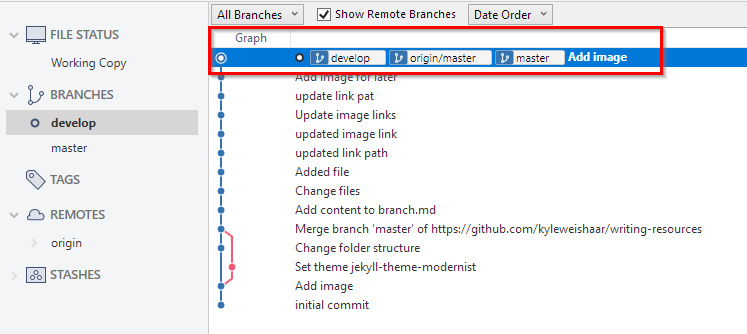 All Branches
Show Remote Branches
Date Order
FILE STATUS
Working Copy
BRANCHES
develop
master
TAGS
REMOTES
origin
STASHES
Graph
develop origin/master master Add image
Add image for later
update link pat
Update image links
updated image link
updated link path
Added file
Change files
Add content to branch.md
Merge branch 'master' of https://github.com/kyleweishaar/writing-resources
Change folder structure
Set theme jekyll-theme-modernist
Add image
initial commit